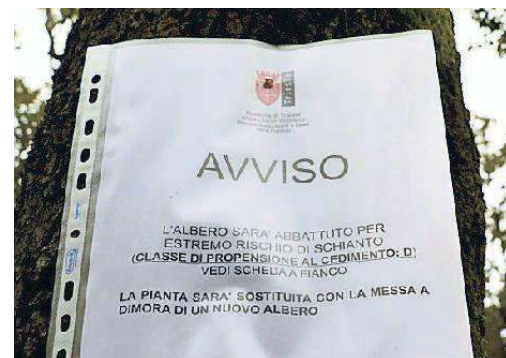 Trieste
AVVISO
L'ALBERO SARA' ABBATTUTO PER
ESTREMO RISCHIO DI SCHIANTO
(CLASSE DI PROPENSIONE AL CEDIMENTO: D)
VEDI SCHEDA A FIANCO
LA PIANTA SARA' SOSTITUITA CON LA MESSA A
DIMORA DI UN NUOVO ALBERO